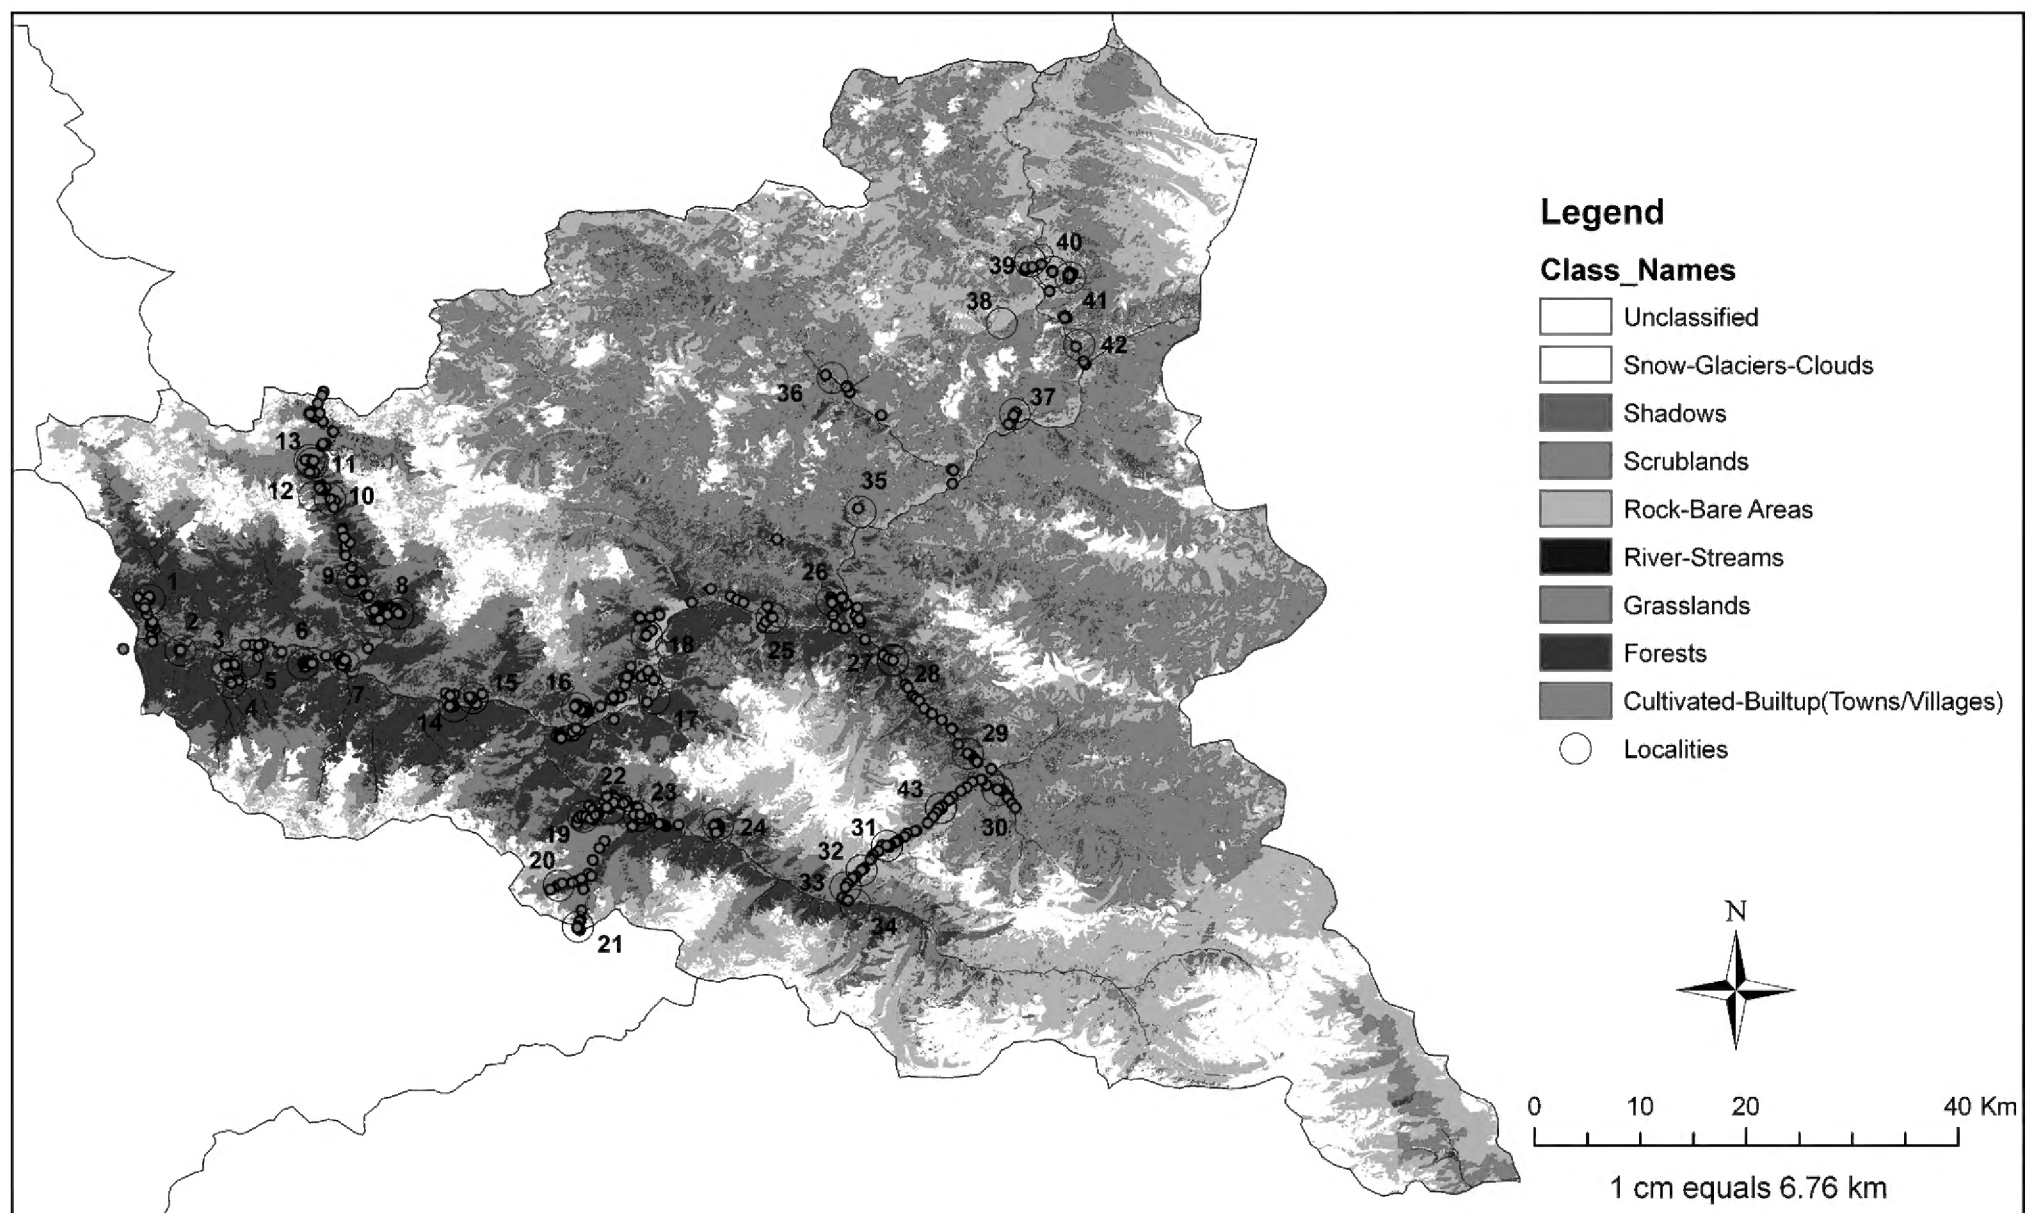 40
39
38
41
42
36
37
13
11
12
10
35
1
9
8
26
2
3
6
18
25
27
28
5
7
4
15
16
14
17
29
22
23
43
19
24
31
30
20
32
33
34
21
Legend
Class_Names
Unclassified
Snow-Glaciers-Clouds
Shadows
Scrublands
Rock-Bare Areas
River-Streams
Grasslands
Forests
Cultivated-Builtup(Towns/Villages)
Localities
N
0 10 20 40 Km
1 cm equals 6.76 km